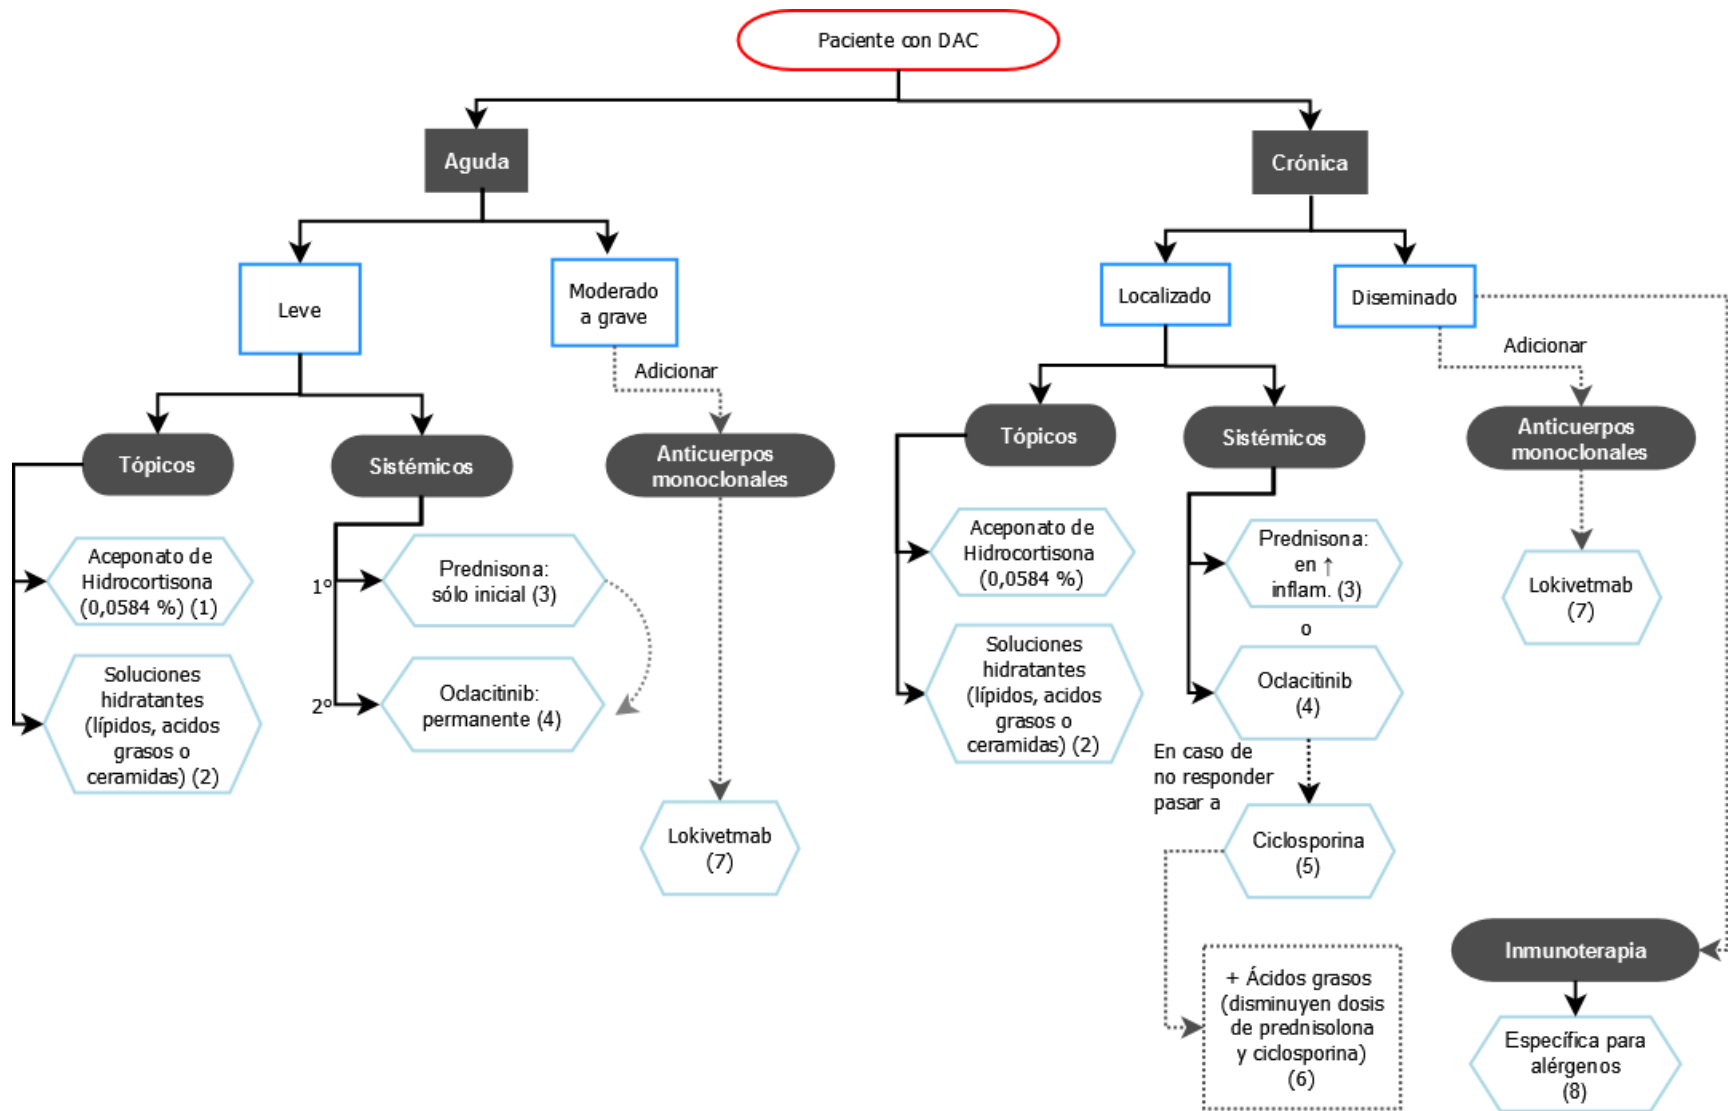 Paciente con DAC
Aguda
Crónica
Leve
Moderado
a grave
Localizado
Diseminado
Adicionar
Adicionar
Tópicos
Sistémicos
Anticuerpos
monoclonales
Tópicos
Sistémicos
Anticuerpos
monoclonales
Aceponato de
Hidrocortisona
(0,0584 %) (1)
Soluciones
hidratantes
(lípidos, acidos
grasos o
ceramidas) (2)
1º
Prednisona:
sólo inicial (3)
2º
Oclacitinib:
permanente (4)
Lokivetmab
(7)
Aceponato de
Hidrocortisona
(0,0584 %)
Soluciones
hidratantes
(lípidos, acidos
grasos o
ceramidas) (2)
Prednisona:
en ↑
inflam. (3)
o
Oclacitinib
(4)
En caso de
no responder
pasar a
Ciclosporina
(5)
+ Ácidos grasos
(disminuyen dosis
de prednisolona
y ciclosporina)
(6)
Lokivetmab
(7)
Inmunoterapia
Específica para
alérgenos
(8)